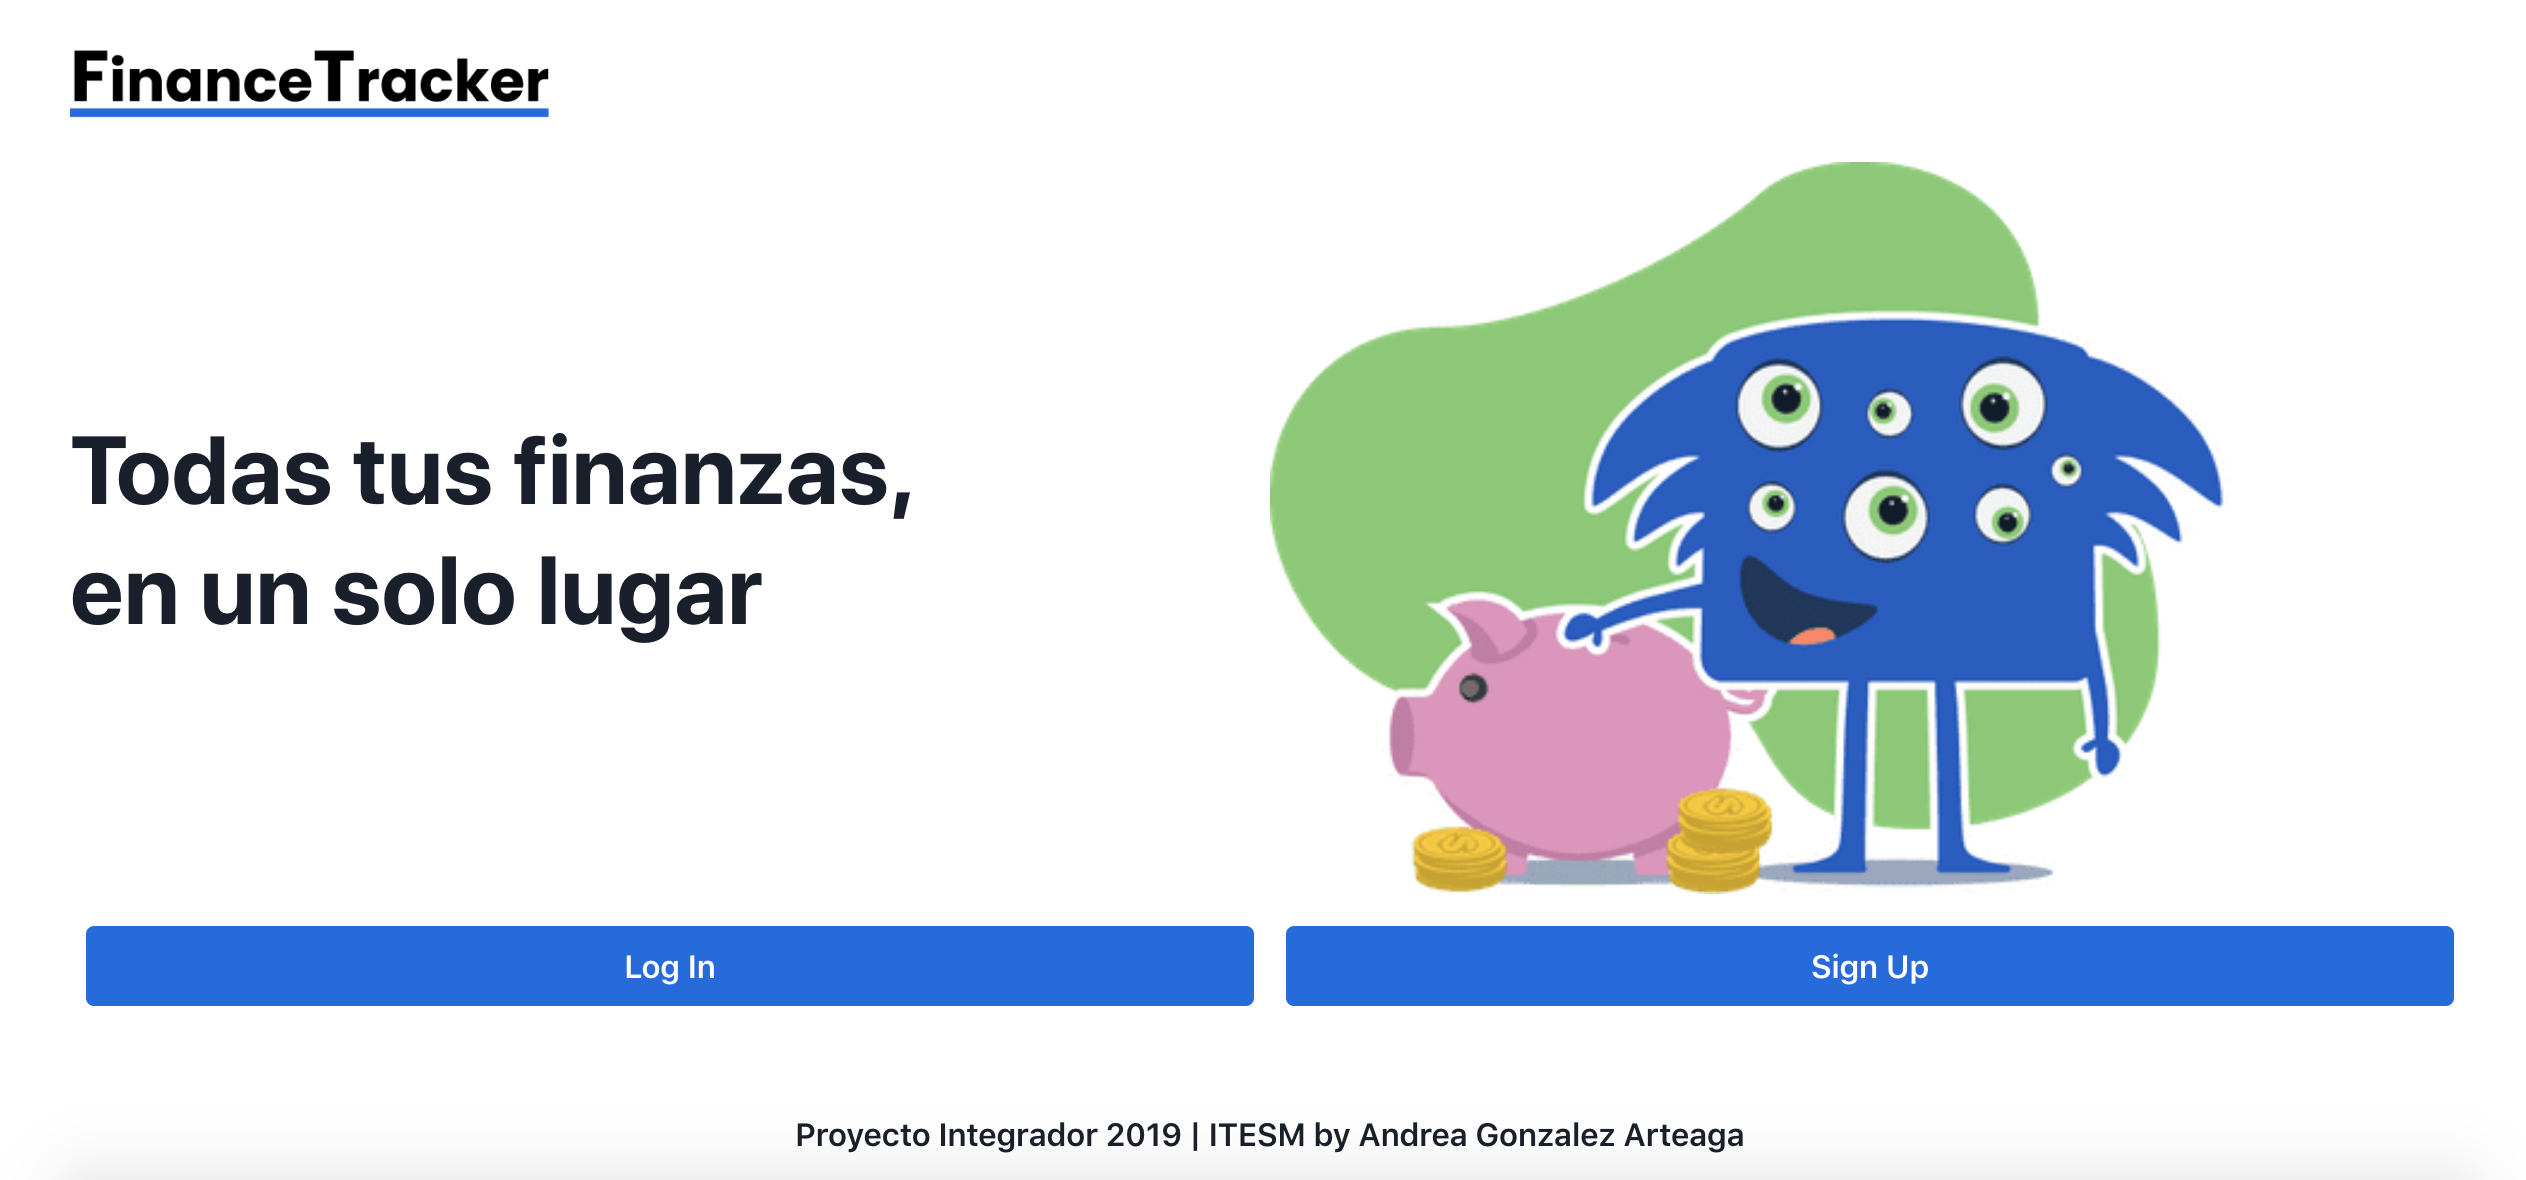 FinanceTracker
Todas tus finanzas,
en un solo lugar
Log In
Sign Up
Proyecto Integrador 2019 | ITESM by Andrea Gonzalez Arteaga